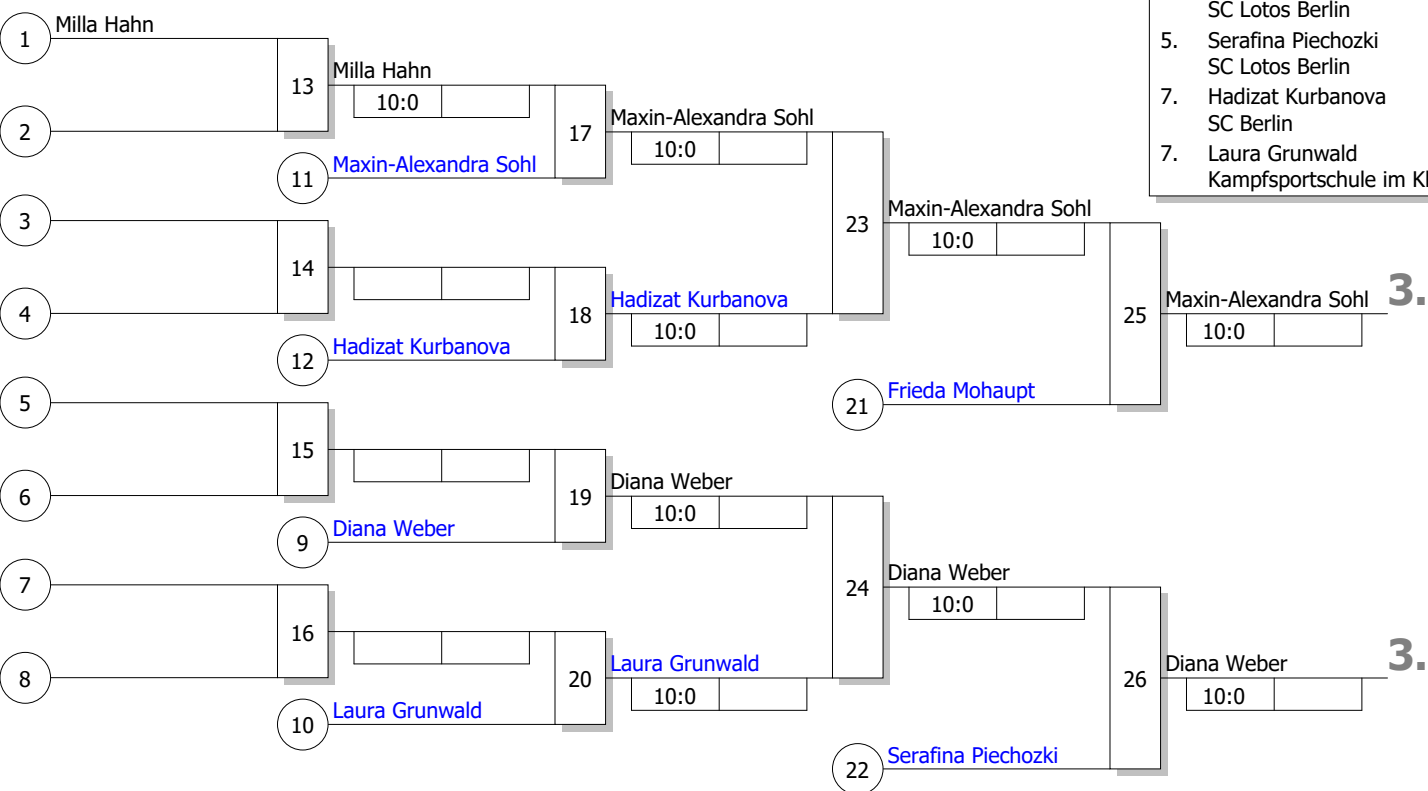 SC Lotos Berlin
5. Serafina Piechozki
SC Lotos Berlin
7. Hadizat Kurbanova
SC Berlin
7. Laura Grunwald
Kampfsportschule im Kl
1 Milla Hahn
13 Milla Hahn
10:0
2
17 Maxin-Alexandra Sohl
10:0
11 Maxin-Alexandra Sohl
3
23 Maxin-Alexandra Sohl
10:0
14
4
18 Hadizat Kurbanova
10:0
12 Hadizat Kurbanova
25 Maxin-Alexandra Sohl 3.
10:0
21 Frieda Mohaupt
5
15
6
19 Diana Weber
10:0
9 Diana Weber
7
24 Diana Weber
10:0
16
8
20 Laura Grunwald
10:0
10 Laura Grunwald
26 Diana Weber 3.
10:0
22 Serafina Piechozki